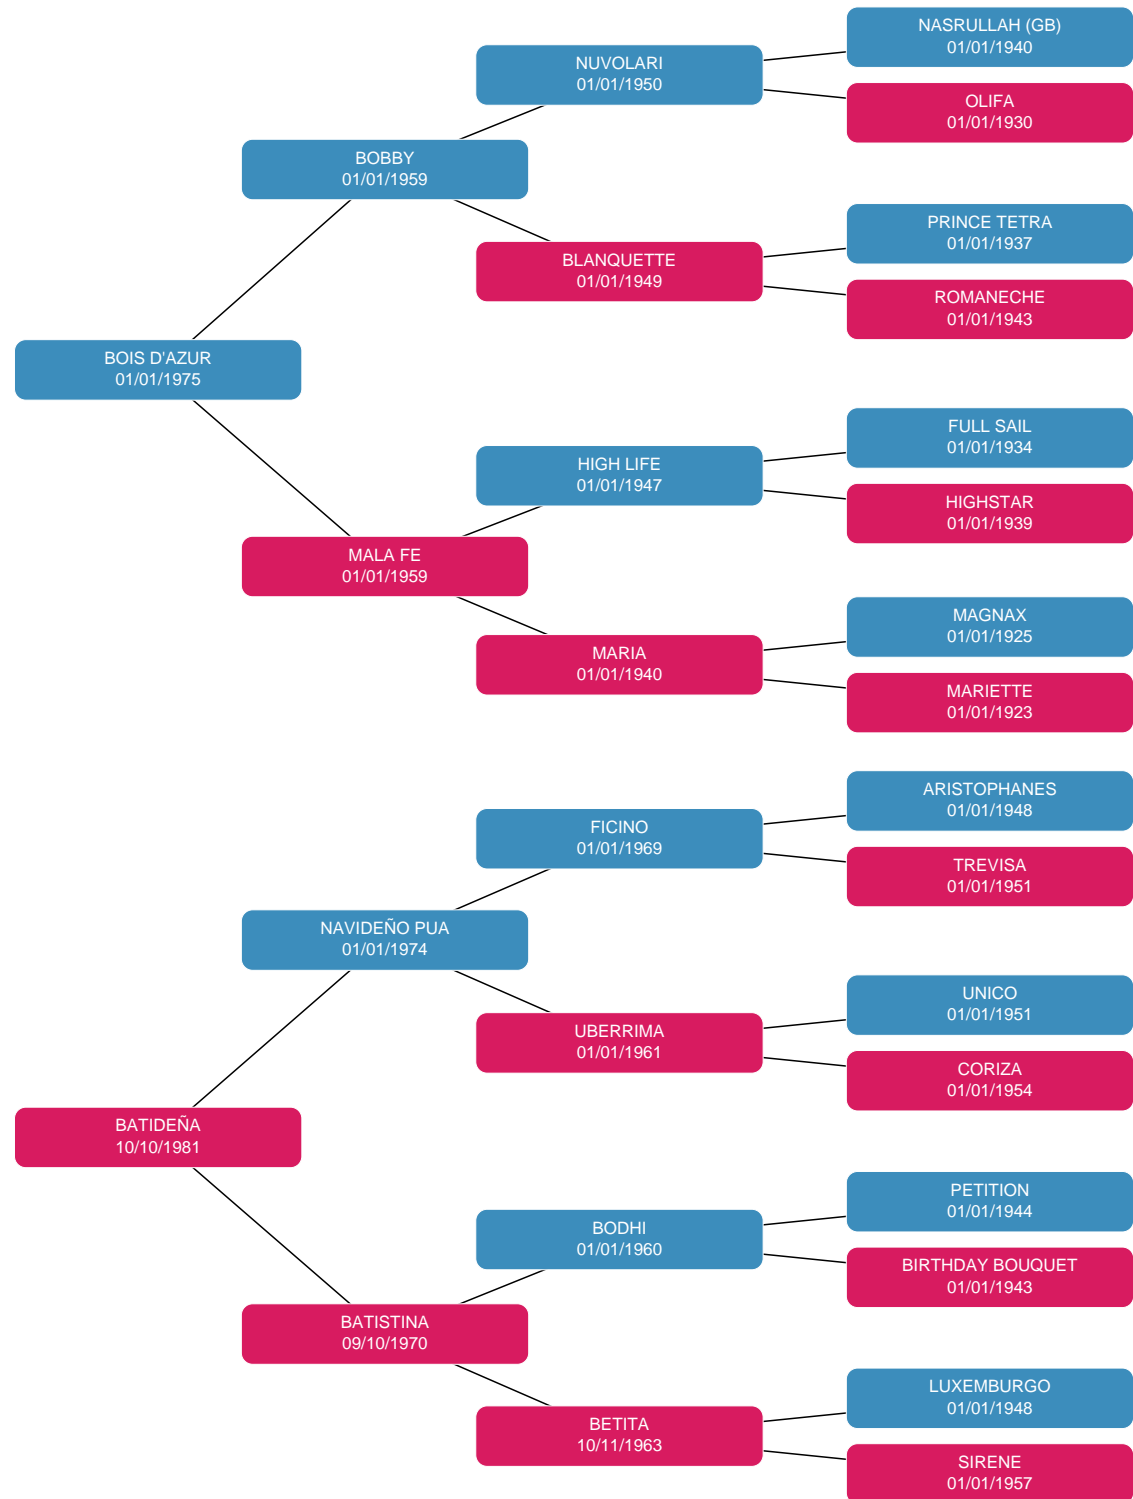 NASRULLAH (GB)
01/01/1940
NUVOLARI
01/01/1950
OLIFA
01/01/1930
BOBBY
01/01/1959
PRINCE TETRA
01/01/1937
BLANQUETTE
01/01/1949
ROMANECHE
01/01/1943
BOIS D'AZUR
01/01/1975
FULL SAIL
01/01/1934
HIGH LIFE
01/01/1947
HIGHSTAR
01/01/1939
MALA FE
01/01/1959
MAGNAX
01/01/1925
MARIA
01/01/1940
MARIETTE
01/01/1923
ARISTOPHANES
01/01/1948
FICINO
01/01/1969
TREVISA
01/01/1951
NAVIDEÑO PUA
01/01/1974
UNICO
01/01/1951
UBERRIMA
01/01/1961
CORIZA
01/01/1954
BATIDEÑA
10/10/1981
PETITION
01/01/1944
BODHI
01/01/1960
BIRTHDAY BOUQUET
01/01/1943
BATISTINA
09/10/1970
LUXEMBURGO
01/01/1948
BETITA
10/11/1963
SIRENE
01/01/1957